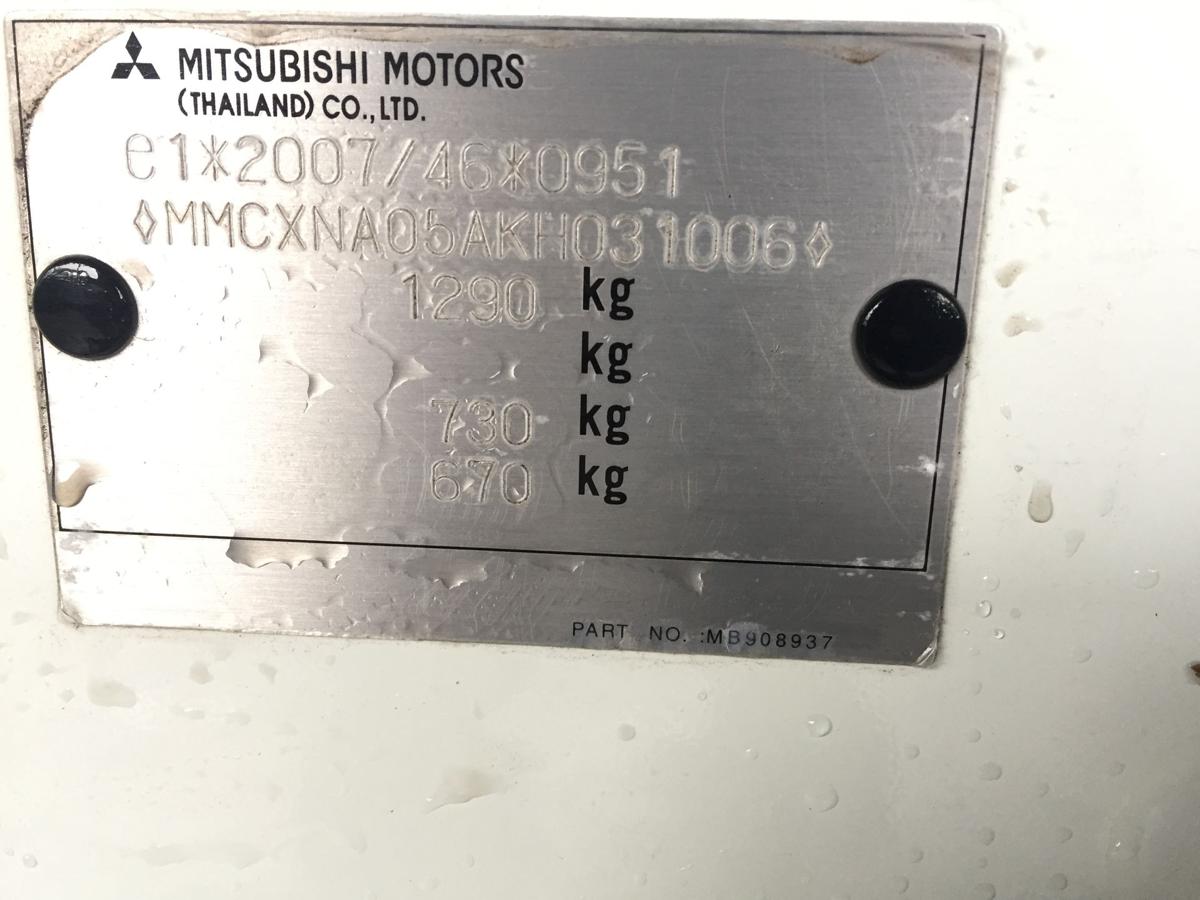 MITSUBISHI MOTORS
(THAILAND) CO., LTD.
e1*2007/46*0951
◊MMCXNA05AKH031006◊
1290 kg
kg
730 kg
670 kg
PART NO. :MB908937